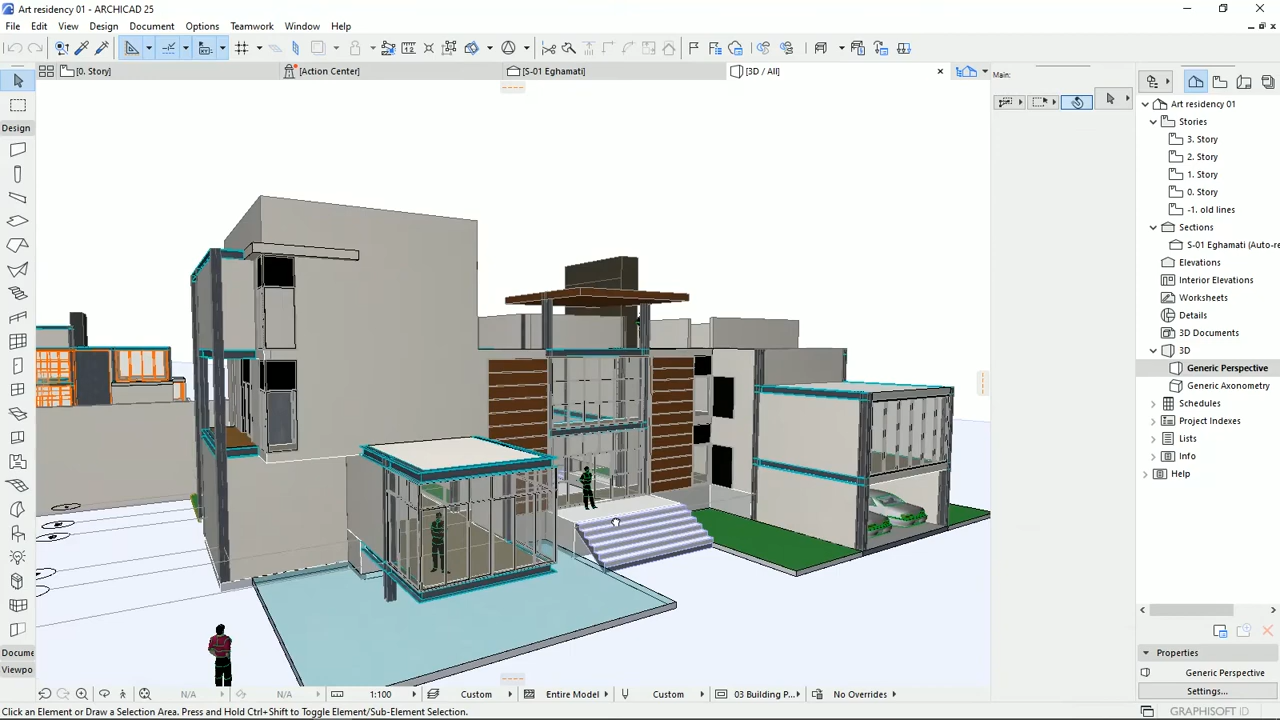 Art residency 01 - ARCHICAD 25
File Edit View Design Document Options Teamwork Window Help
[0. Story]
[Action Center]
[S-01 Eghamati]
[3D / All]
Main:
Design
Art residency 01
Stories
3. Story
2. Story
1. Story
0. Story
-1. old lines
Sections
S-01 Eghamati (Auto-re
Elevations
Interior Elevations
Worksheets
Details
3D Documents
3D
Generic Perspective
Generic Axonometry
Schedules
Project Indexes
Lists
Info
Help
Docume
Viewpo
Properties
Generic Perspective
Settings...
N/A
N/A
1:100
Custom
Entire Model
Custom
03 Building P...
No Overrides
Click an Element or Draw a Selection Area. Press and Hold Ctrl+Shift to Toggle Element/Sub-Element Selection.
GRAPHISOFT ID